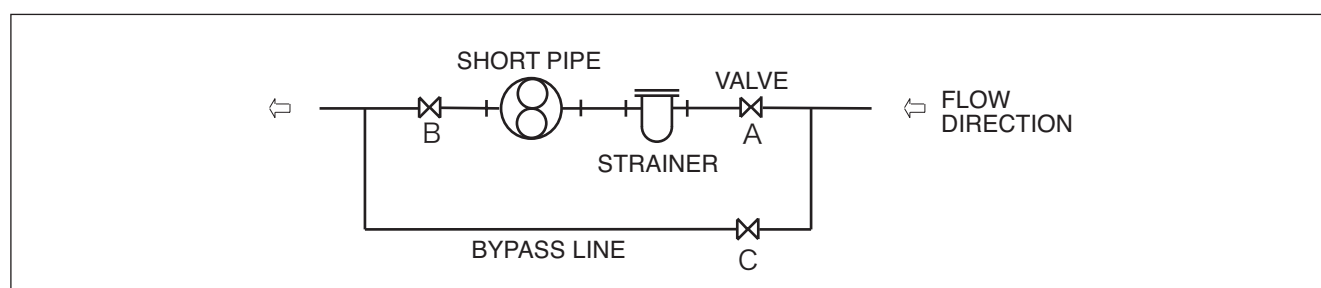 SHORT PIPE
VALVE
FLOW
DIRECTION
B
A
STRAINER
BYPASS LINE
C